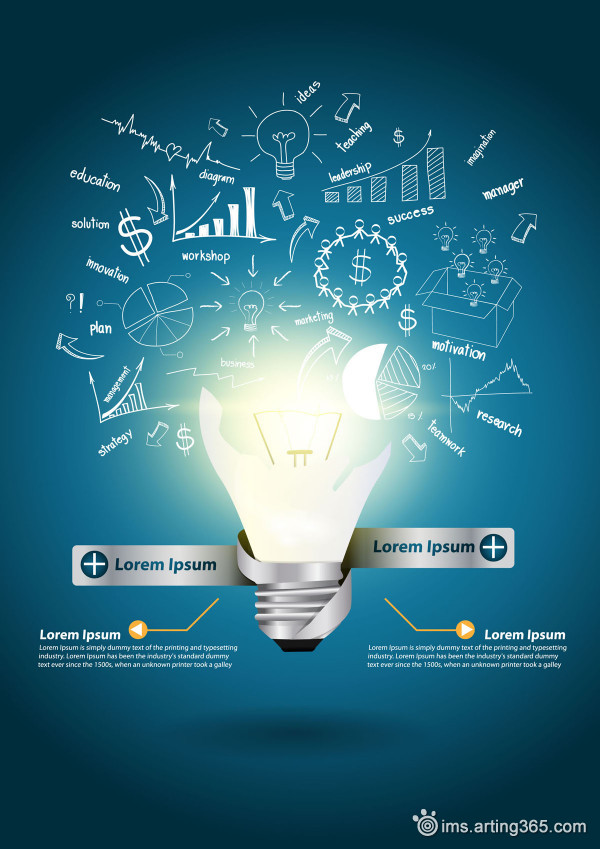 ideas
teaching
$
imagination
education
diagram
leadership
manager
solution
$
success
workshop
innovation
$
?!
plan
marketing
$
motivation
business
20%
management
15%
research
teamwork
strategy
$
Lorem Ipsum
Lorem Ipsum
Lorem Ipsum
Lorem Ipsum is simply dummy text of the printing and typesetting
industry. Lorem Ipsum has been the industry's standard dummy
text ever since the 1500s, when an unknown printer took a galley
Lorem Ipsum
Lorem Ipsum is simply dummy text of the printing and typesetting
industry. Lorem Ipsum has been the industry's standard dummy
text ever since the 1500s, when an unknown printer took a galley
ims.arting365.com